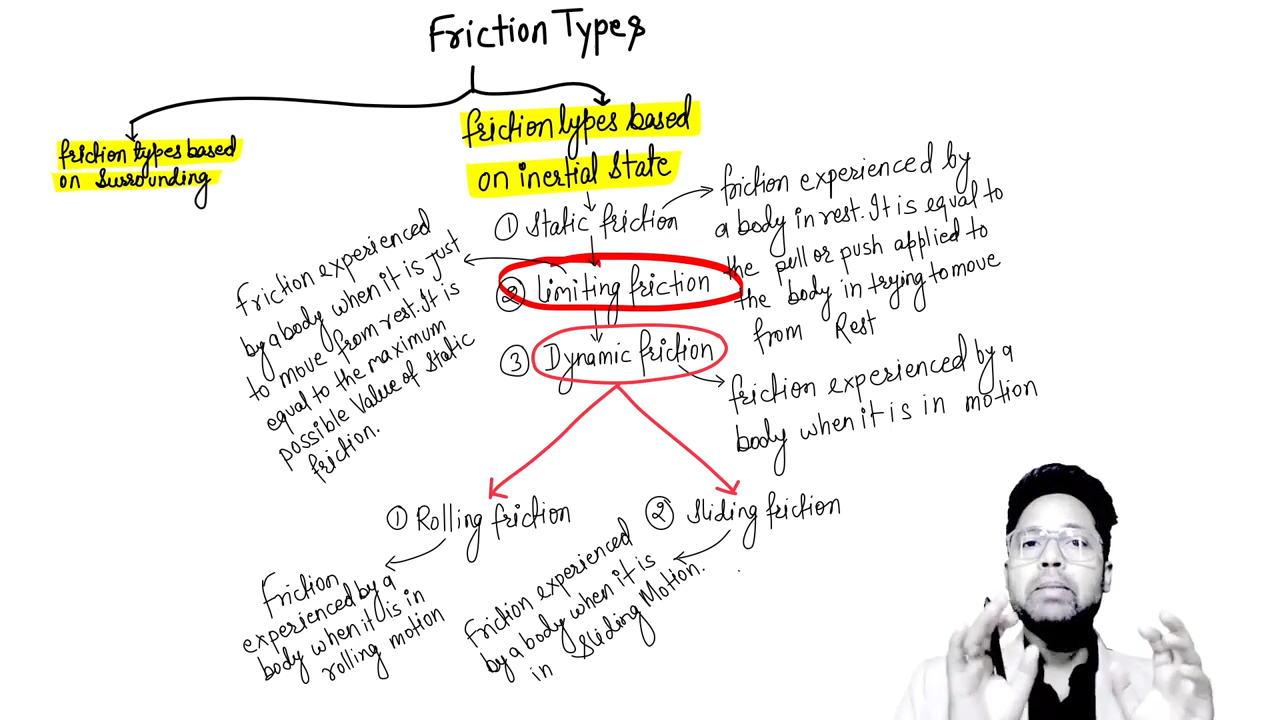 Friction Types
friction types based
on Surrounding
friction types based
on inertial State
① Static friction
friction experienced by
a body in rest. It is equal to
the pull or push applied to
the body in trying to move
from Rest
② Limiting friction
Friction experienced
by a body when it is just
to move from rest. It is
equal to the maximum
possible Value of Static
friction.
③ Dynamic friction
friction experienced by a
body when it is in motion
① Rolling friction
Friction
experienced by a
body when it is in
rolling motion
② Sliding friction
Friction experienced
by a body when it is
in Sliding Motion.